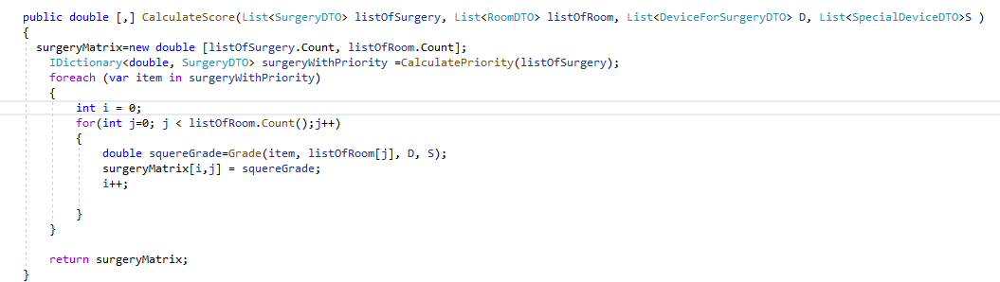 public double [,] CalculateScore(List<SurgeryDTO> listOfSurgery, List<RoomDTO> listOfRoom, List<DeviceForSurgeryDTO> D, List<SpecialDeviceDTO>S )
{
surgeryMatrix=new double [listOfSurgery.Count, listOfRoom.Count];
IDictionary<double, SurgeryDTO> surgeryWithPriority =CalculatePriority(listOfSurgery);
foreach (var item in surgeryWithPriority)
{
int i = 0;
for(int j=0; j < listOfRoom.Count();j++)
{
double squereGrade=Grade(item, listOfRoom[j], D, S);
surgeryMatrix[i,j] = squereGrade;
i++;
}
}
return surgeryMatrix;
}